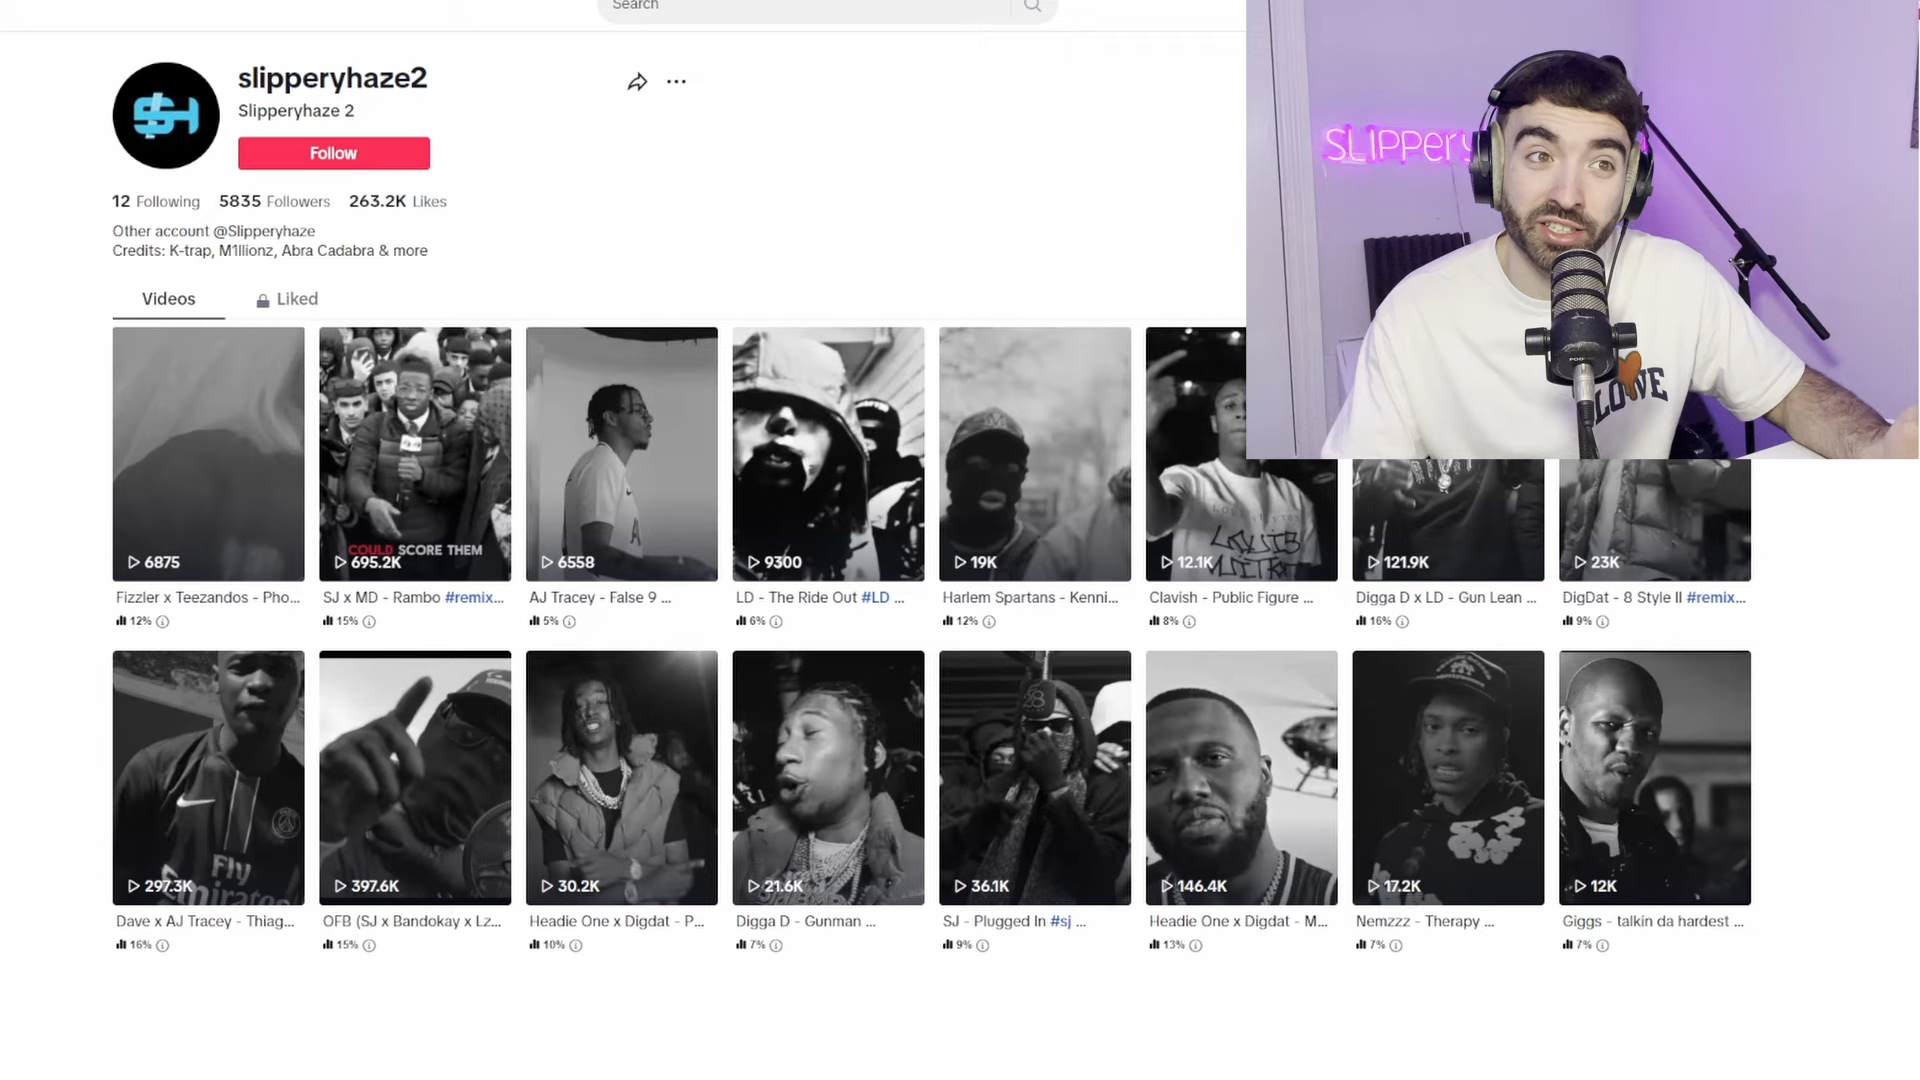 Search
slipperyhaze2
Slipperyhaze 2
Follow
12 Following 5835 Followers 263.2K Likes
Other account @Slipperyhaze
Credits: K-trap, M1llionz, Abra Cadabra & more
Videos Liked
SLIPPery
LOVE
COULD SCORE THEM
6875 695.2K 6558 9300 19K 12.1K 121.9K 23K
Fizzler x Teezandos - Pho... SJ x MD - Rambo #remix... AJ Tracey - False 9 ... LD - The Ride Out #LD ... Harlem Spartans - Kenni... Clavish - Public Figure ... Digga D x LD - Gun Lean ... DigDat - 8 Style II #remix...
12% 15% 5% 6% 12% 8% 16% 9%
Fly
Emirates
297.3K 397.6K 30.2K 21.6K 36.1K 146.4K 17.2K 12K
Dave x AJ Tracey - Thiag... OFB (SJ x Bandokay x Lz... Headie One x Digdat - P... Digga D - Gunman ... SJ - Plugged In #sj ... Headie One x Digdat - M... Nemzzz - Therapy ... Giggs - talkin da hardest ...
16% 15% 10% 7% 9% 13% 7% 7%